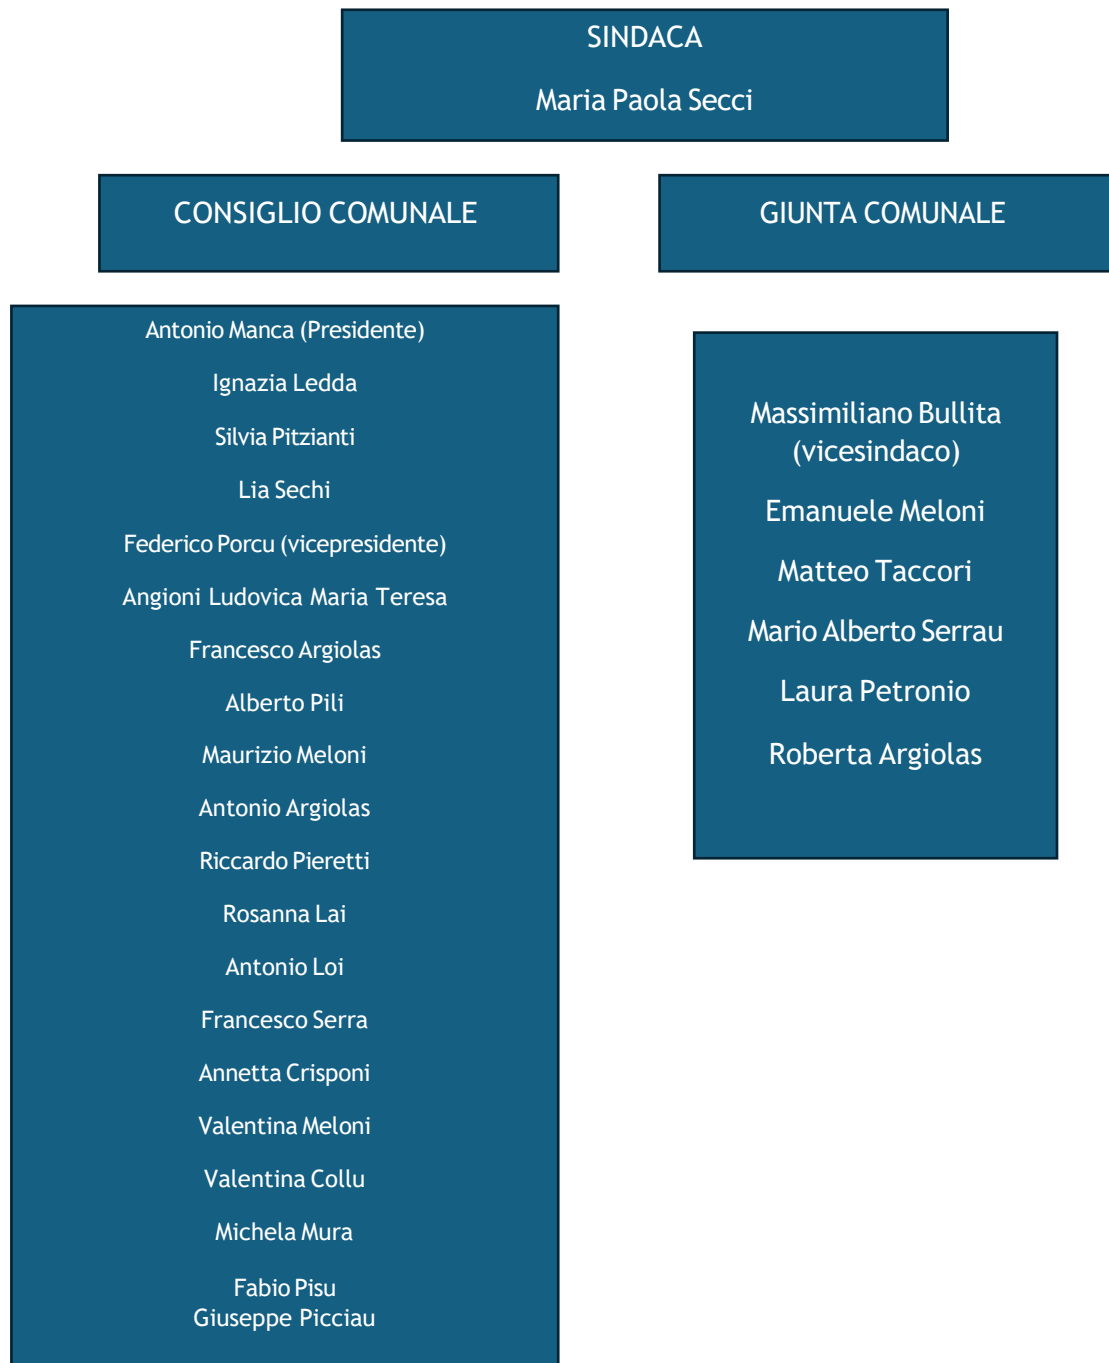 SINDACA
Maria Paola Secci
CONSIGLIO COMUNALE
GIUNTA COMUNALE
Antonio Manca (Presidente)
Ignazia Ledda
Silvia Pitzianti
Lia Sechi
Federico Porcu (vicepresidente)
Angioni Ludovica Maria Teresa
Francesco Argiolas
Alberto Pili
Maurizio Meloni
Antonio Argiolas
Riccardo Pieretti
Rosanna Lai
Antonio Loi
Francesco Serra
Annetta Crisponi
Valentina Meloni
Valentina Collu
Michela Mura
Fabio Pisu
Giuseppe Picciau
Massimiliano Bullita
(vicesindaco)
Emanuele Meloni
Matteo Taccori
Mario Alberto Serrau
Laura Petronio
Roberta Argiolas